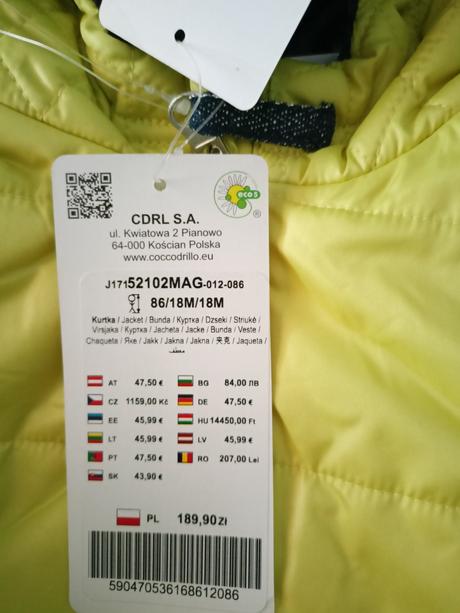 eco 5
®
CDRL S.A.
ul. Kwiatowa 2 Pianowo
64-000 Kościan Polska
www.coccodrillo.eu
J17152102MAG-012-086
86/18M/18M
Kurtka / Jacket / Bunda / Куртка / Dzseki / Striukė /
Virsjaka / Куртка / Jacheta / Jacke / Bunda / Veste /
Chaqueta / Яке / Jakk / Jakna / Jakna / 夹克 / Jaqueta /
AT 47,50 € BG 84,00 ЛВ
CZ 1159,00 Kč DE 47,50 €
EE 45,99 € HU 14450,00 Ft
LT 45,99 € LV 45,99 €
PT 47,50 € RO 207,00 Lei
SK 43,90 €
PL 189,90Zł
590470536168612086